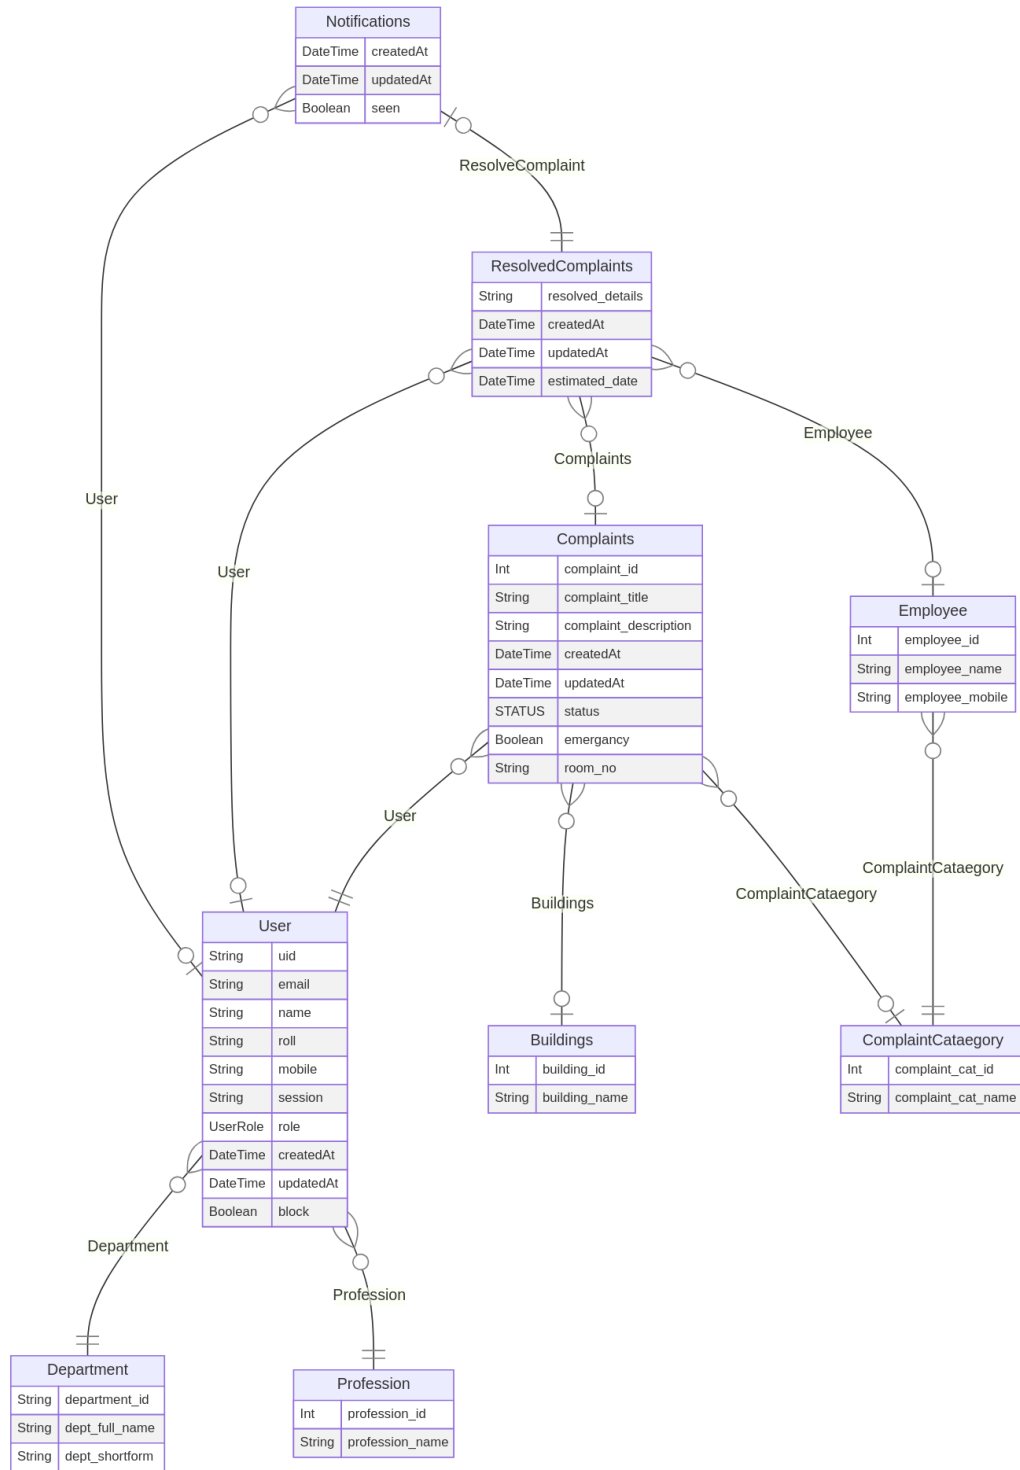 Notifications
DateTime createdAt
DateTime updatedAt
Boolean seen
ResolveComplaint
ResolvedComplaints
String resolved_details
DateTime createdAt
DateTime updatedAt
DateTime estimated_date
Employee
Complaints
User
User
Complaints
Int complaint_id
String complaint_title
String complaint_description
DateTime createdAt
DateTime updatedAt
STATUS status
Boolean emergancy
String room_no
Employee
Int employee_id
String employee_name
String employee_mobile
User
Buildings
ComplaintCataegory
ComplaintCataegory
User
String uid
String email
String name
String roll
String mobile
String session
UserRole role
DateTime createdAt
DateTime updatedAt
Boolean block
Buildings
Int building_id
String building_name
ComplaintCataegory
Int complaint_cat_id
String complaint_cat_name
Department
Profession
Department
String department_id
String dept_full_name
String dept_shortform
Profession
Int profession_id
String profession_name